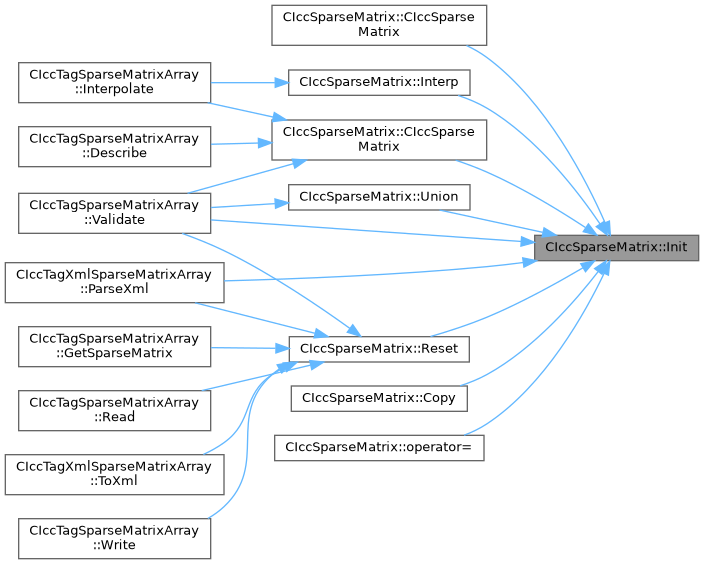 CIccSparseMatrix::CIccSparse
Matrix
CIccTagSparseMatrixArray
::Interpolate
CIccSparseMatrix::Interp
CIccSparseMatrix::CIccSparse
Matrix
CIccTagSparseMatrixArray
::Describe
CIccSparseMatrix::Union
CIccTagSparseMatrixArray
::Validate
CIccSparseMatrix::Init
CIccTagXmlSparseMatrixArray
::ParseXml
CIccTagSparseMatrixArray
::GetSparseMatrix
CIccSparseMatrix::Reset
CIccTagSparseMatrixArray
::Read
CIccSparseMatrix::Copy
CIccSparseMatrix::operator=
CIccTagXmlSparseMatrixArray
::ToXml
CIccTagSparseMatrixArray
::Write